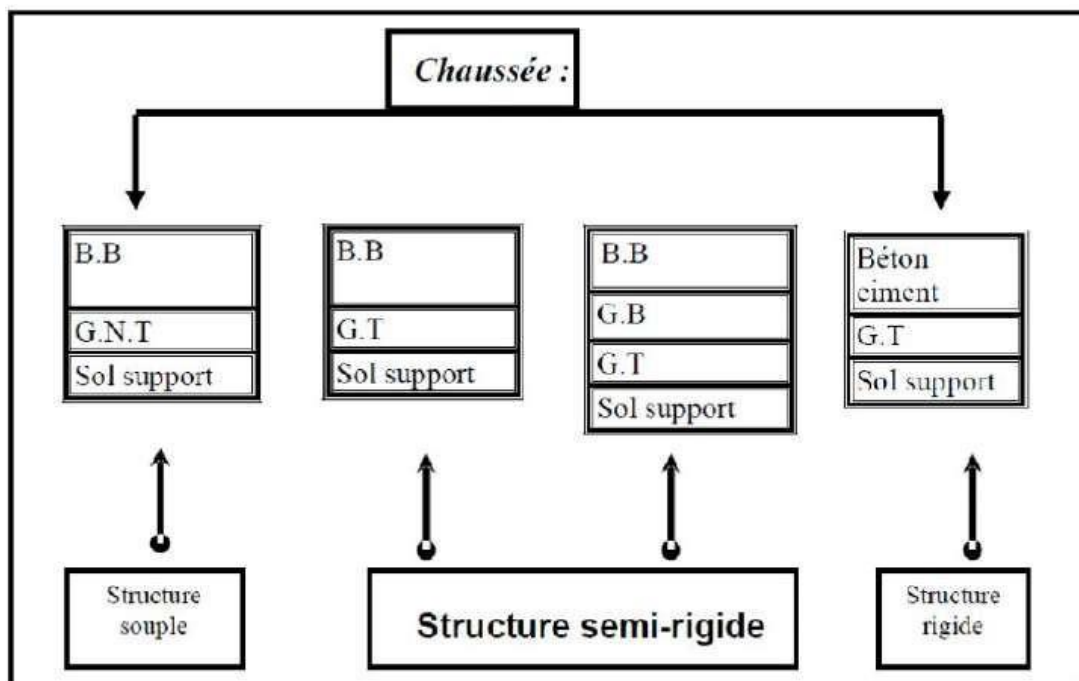 Chaussée :
B.B
G.N.T
Sol support
B.B
G.T
Sol support
B.B
G.B
G.T
Sol support
Béton
ciment
G.T
Sol support
Structure
souple
Structure semi-rigide
Structure
rigide